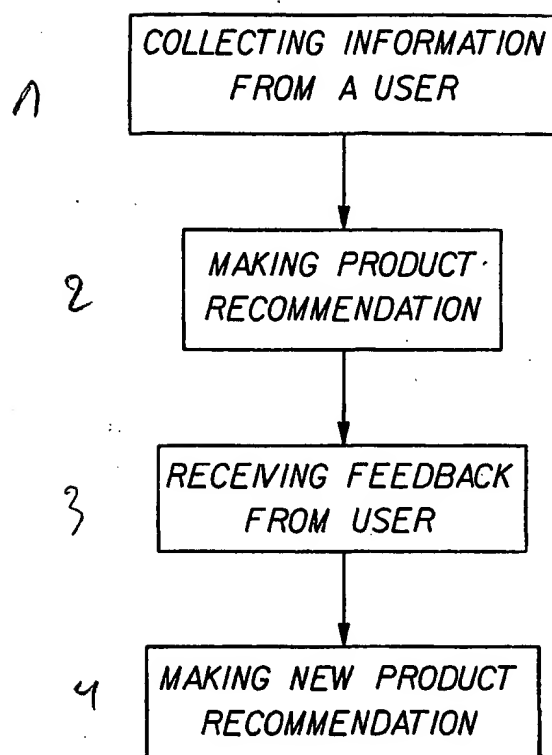 COLLECTING INFORMATION
FROM A USER
1
MAKING PRODUCT
RECOMMENDATION
2
RECEIVING FEEDBACK
FROM USER
3
MAKING NEW PRODUCT
RECOMMENDATION
4